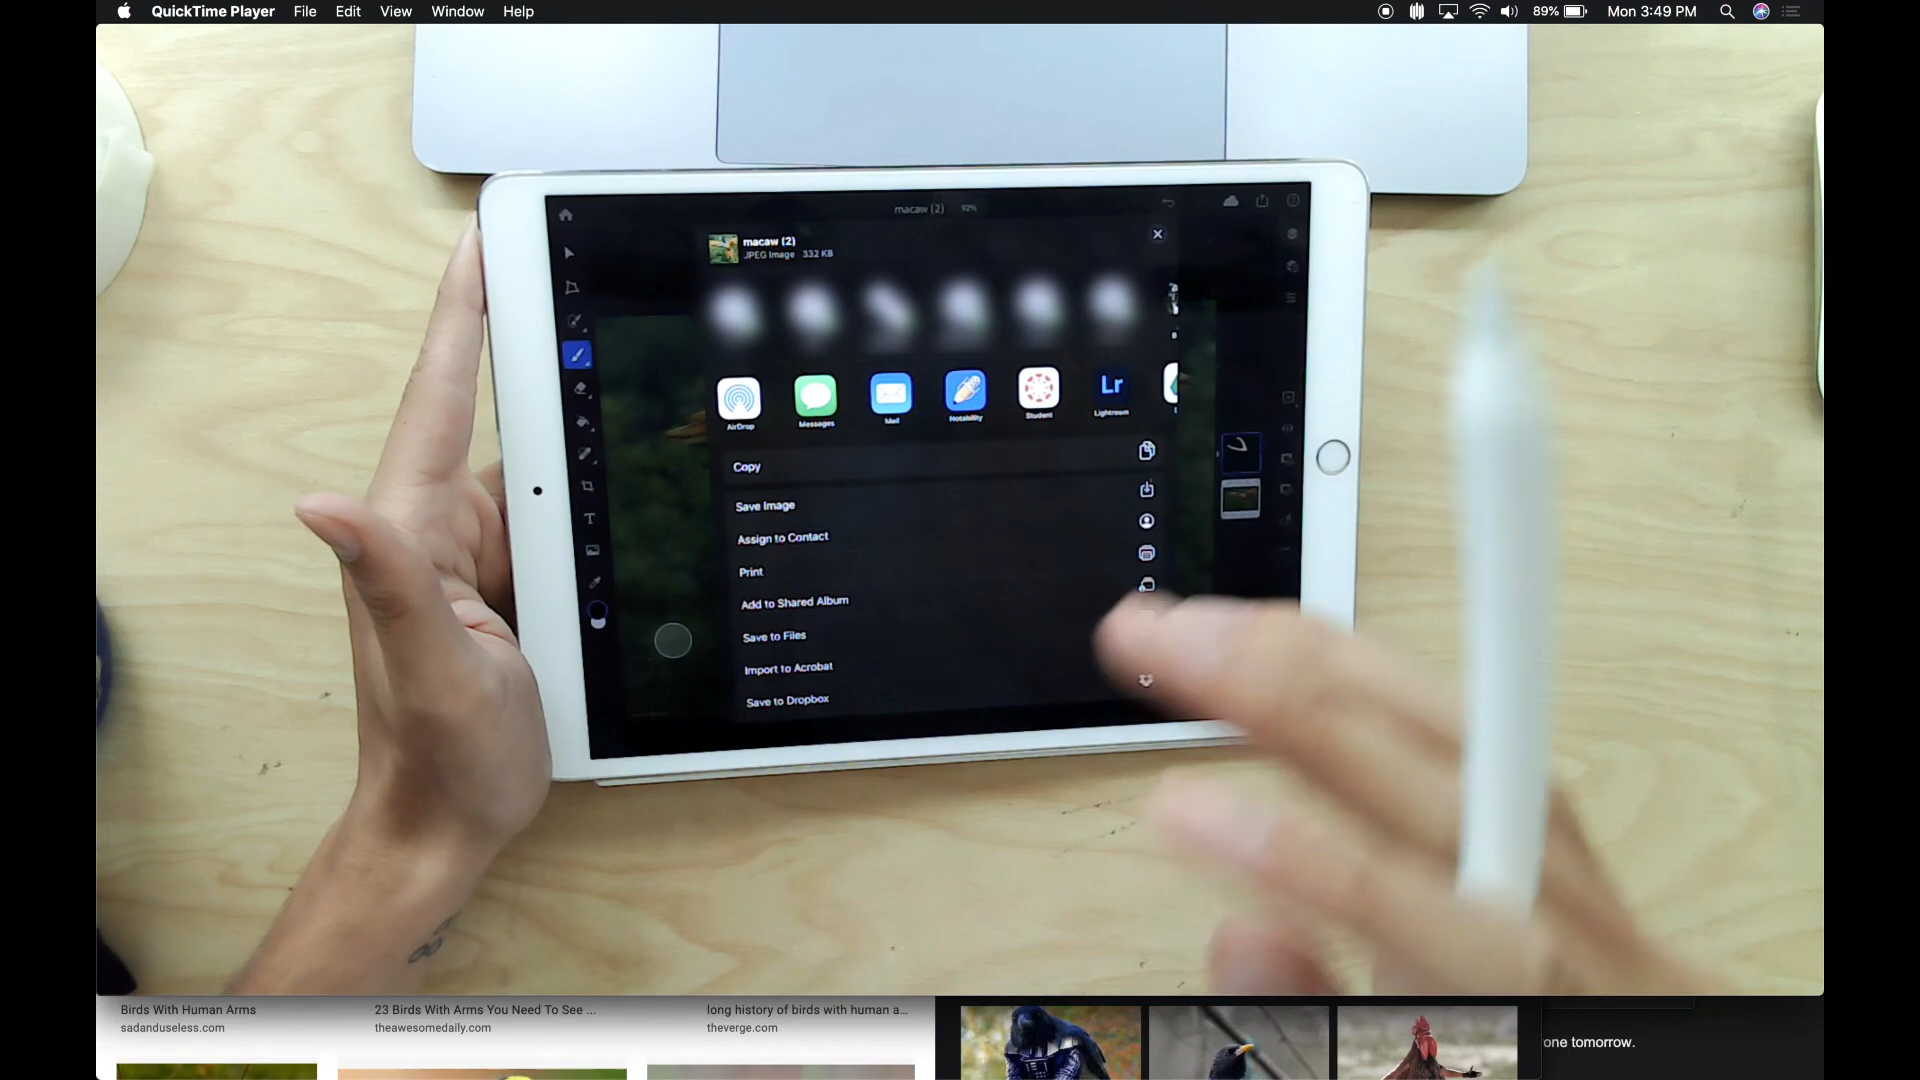 QuickTime Player File Edit View Window Help 89% Mon 3:49 PM
macaw (2) 92%
macaw (2)
JPEG Image 332 KB
AirDrop Messages Mail Notability Student Lr Lightroom
Copy
Save Image
Assign to Contact
Print
Add to Shared Album
Save to Files
Import to Acrobat
Save to Dropbox
T
Birds With Human Arms
sadanduseless.com
23 Birds With Arms You Need To See ...
theawesomedaily.com
long history of birds with human a...
theverge.com
one tomorrow.